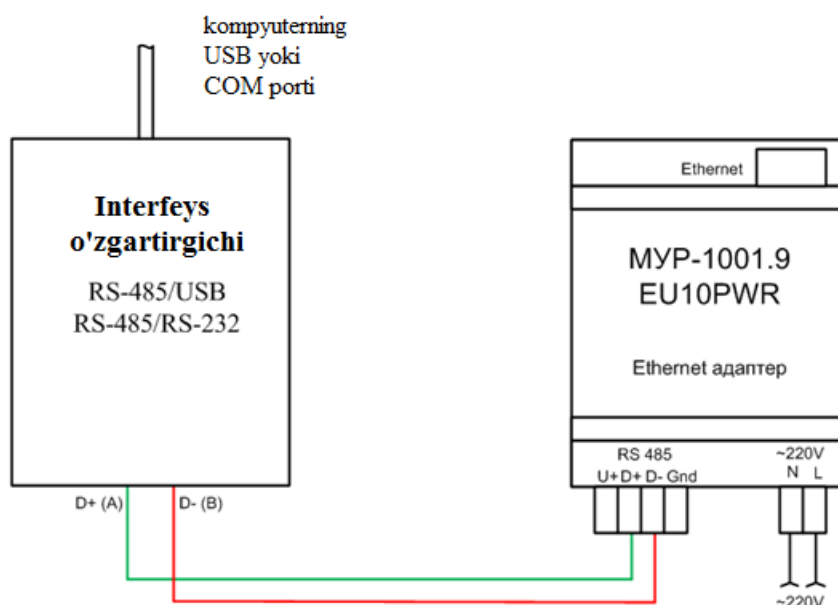 kompyuterning
USB yoki
COM porti
Interfeys
o'zgartirgichi
RS-485/USB
RS-485/RS-232
D+ (A)
D- (B)
Ethernet
МУР-1001.9
EU10PWR
Ethernet адаптер
RS 485
U+ D+ D- Gnd
~220V
N L
~220V